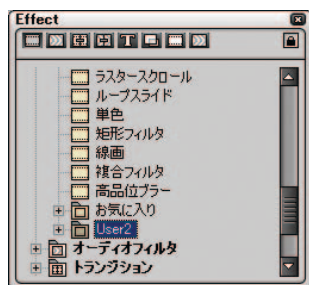 Effect
T
ラスタースクロール
ループスライド
単色
矩形フィルタ
線画
複合フィルタ
高品位ブラー
お気に入り
User2
オーディオフィルタ
トランジション